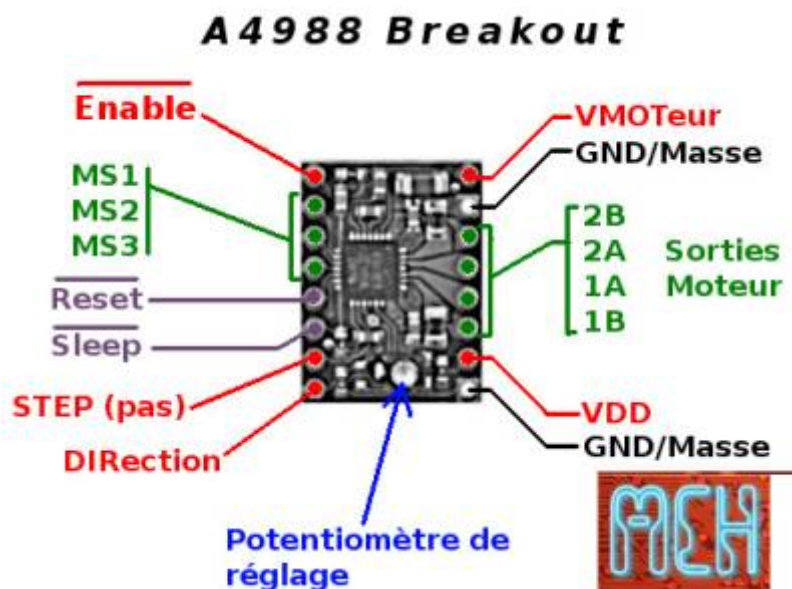 A4988 Breakout
Enable
MS1
MS2
MS3
Reset
Sleep
STEP (pas)
DIRection
VMOTeur
GND/Masse
2B
2A Sorties
1A Moteur
1B
VDD
GND/Masse
Potentiomètre de
réglage
MCH